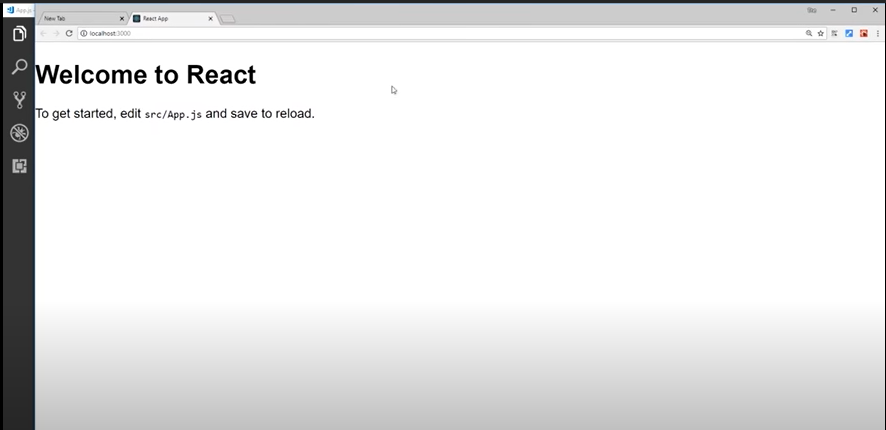 App.js
New Tab
React App
localhost:3000
Welcome to React
To get started, edit src/App.js and save to reload.